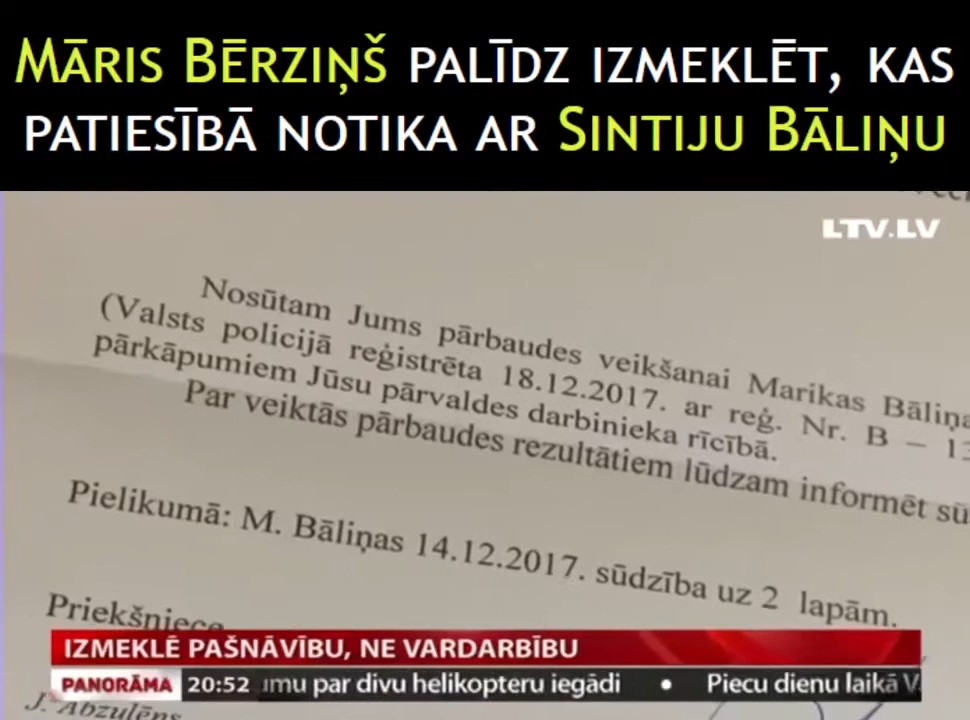 Māris Bērziņš palīdz izmeklēt, kas
patiesībā notika ar Sintiju Bāliņu
LTV.LV
Nosūtam Jums pārbaudes veikšanai Marikas Bāliņa
(Valsts policijā reģistrēta 18.12.2017. ar reģ. Nr. B – 1
pārkāpumiem Jūsu pārvaldes darbinieka rīcībā.
Par veiktās pārbaudes rezultātiem lūdzam informēt sū
Pielikumā: M. Bāliņas 14.12.2017. sūdzība uz 2 lapām.
Priekšniece
IZMEKLĒ PAŠNĀVĪBU, NE VARDARBĪBU
PANORĀMA 20:52 umu par divu helikopteru iegādi • Piecu dienu laikā V
J. Abzulēns